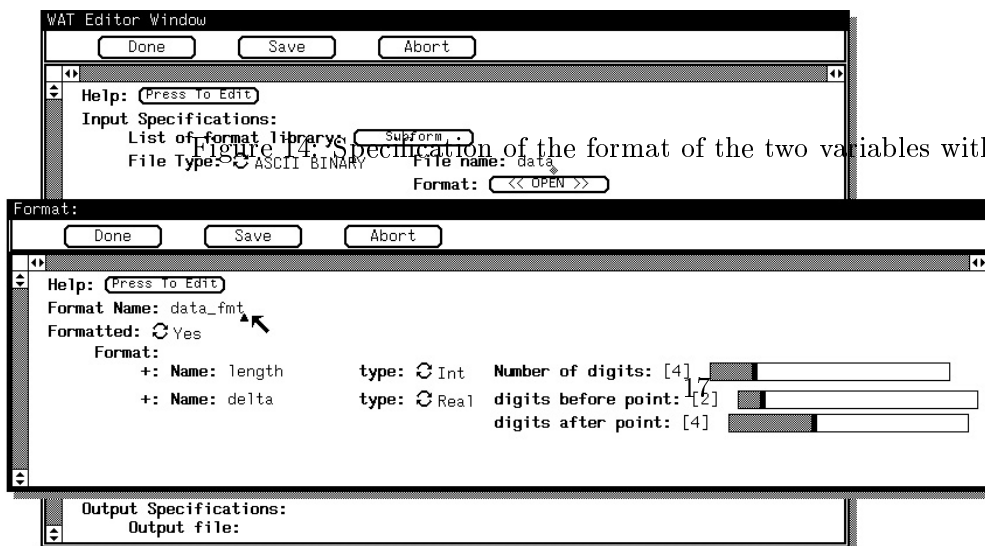 WAT Editor Window
Done Save Abort
Help: Press To Edit
Input Specifications:
List of format library: Subform
Figure 14: Specification of the format of the two variables with
File Type: ASCII BINARY File name: data
Format: << OPEN >>
Format:
Done Save Abort
Help: Press To Edit
Format Name: data_fmt
Formatted: Yes
Format:
+: Name: length type: Int Number of digits: [4]
17
+: Name: delta type: Real digits before point: [2]
digits after point: [4]
Output Specifications:
Output file: